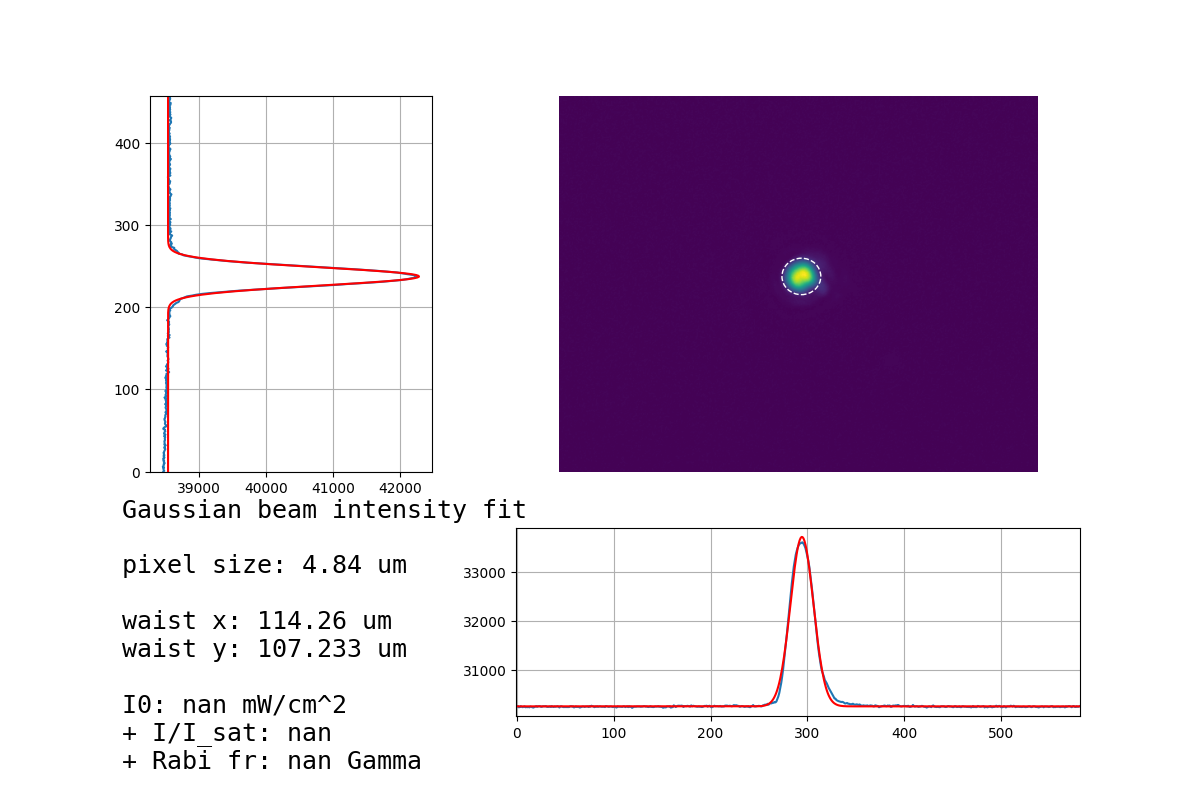 400
300
200
100
0
39000 40000 41000 42000
Gaussian beam intensity fit
pixel size: 4.84 um
waist x: 114.26 um
waist y: 107.233 um
I0: nan mW/cm^2
+ I/I_sat: nan
+ Rabi fr: nan Gamma
33000
32000
31000
0 100 200 300 400 500